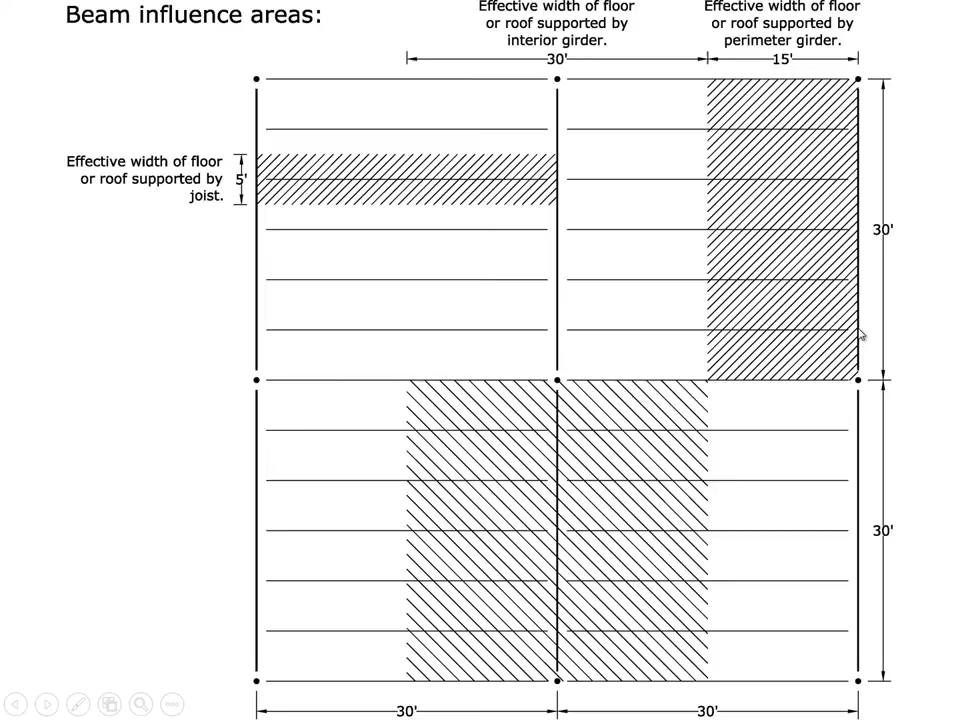 Beam influence areas:
Effective width of floor
or roof supported by
interior girder.
Effective width of floor
or roof supported by
perimeter girder.
30'
15'
Effective width of floor
or roof supported by
joist.
5'
30'
30'
30'
30'